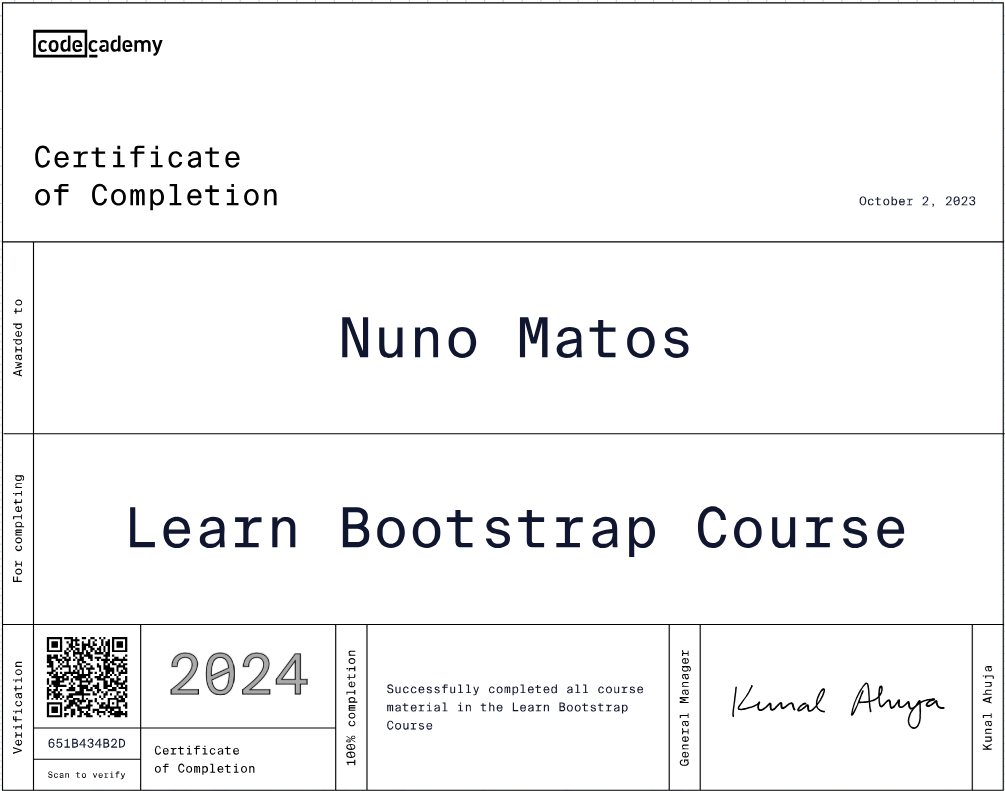 codecademy
Certificate
of Completion
October 2, 2023
Awarded to
Nuno Matos
For completing
Learn Bootstrap Course
Verification
651B434B2D
Scan to verify
2024
Certificate
of Completion
100% completion
Successfully completed all course
material in the Learn Bootstrap
Course
General Manager
Kunal Ahuja
Kunal Ahuja